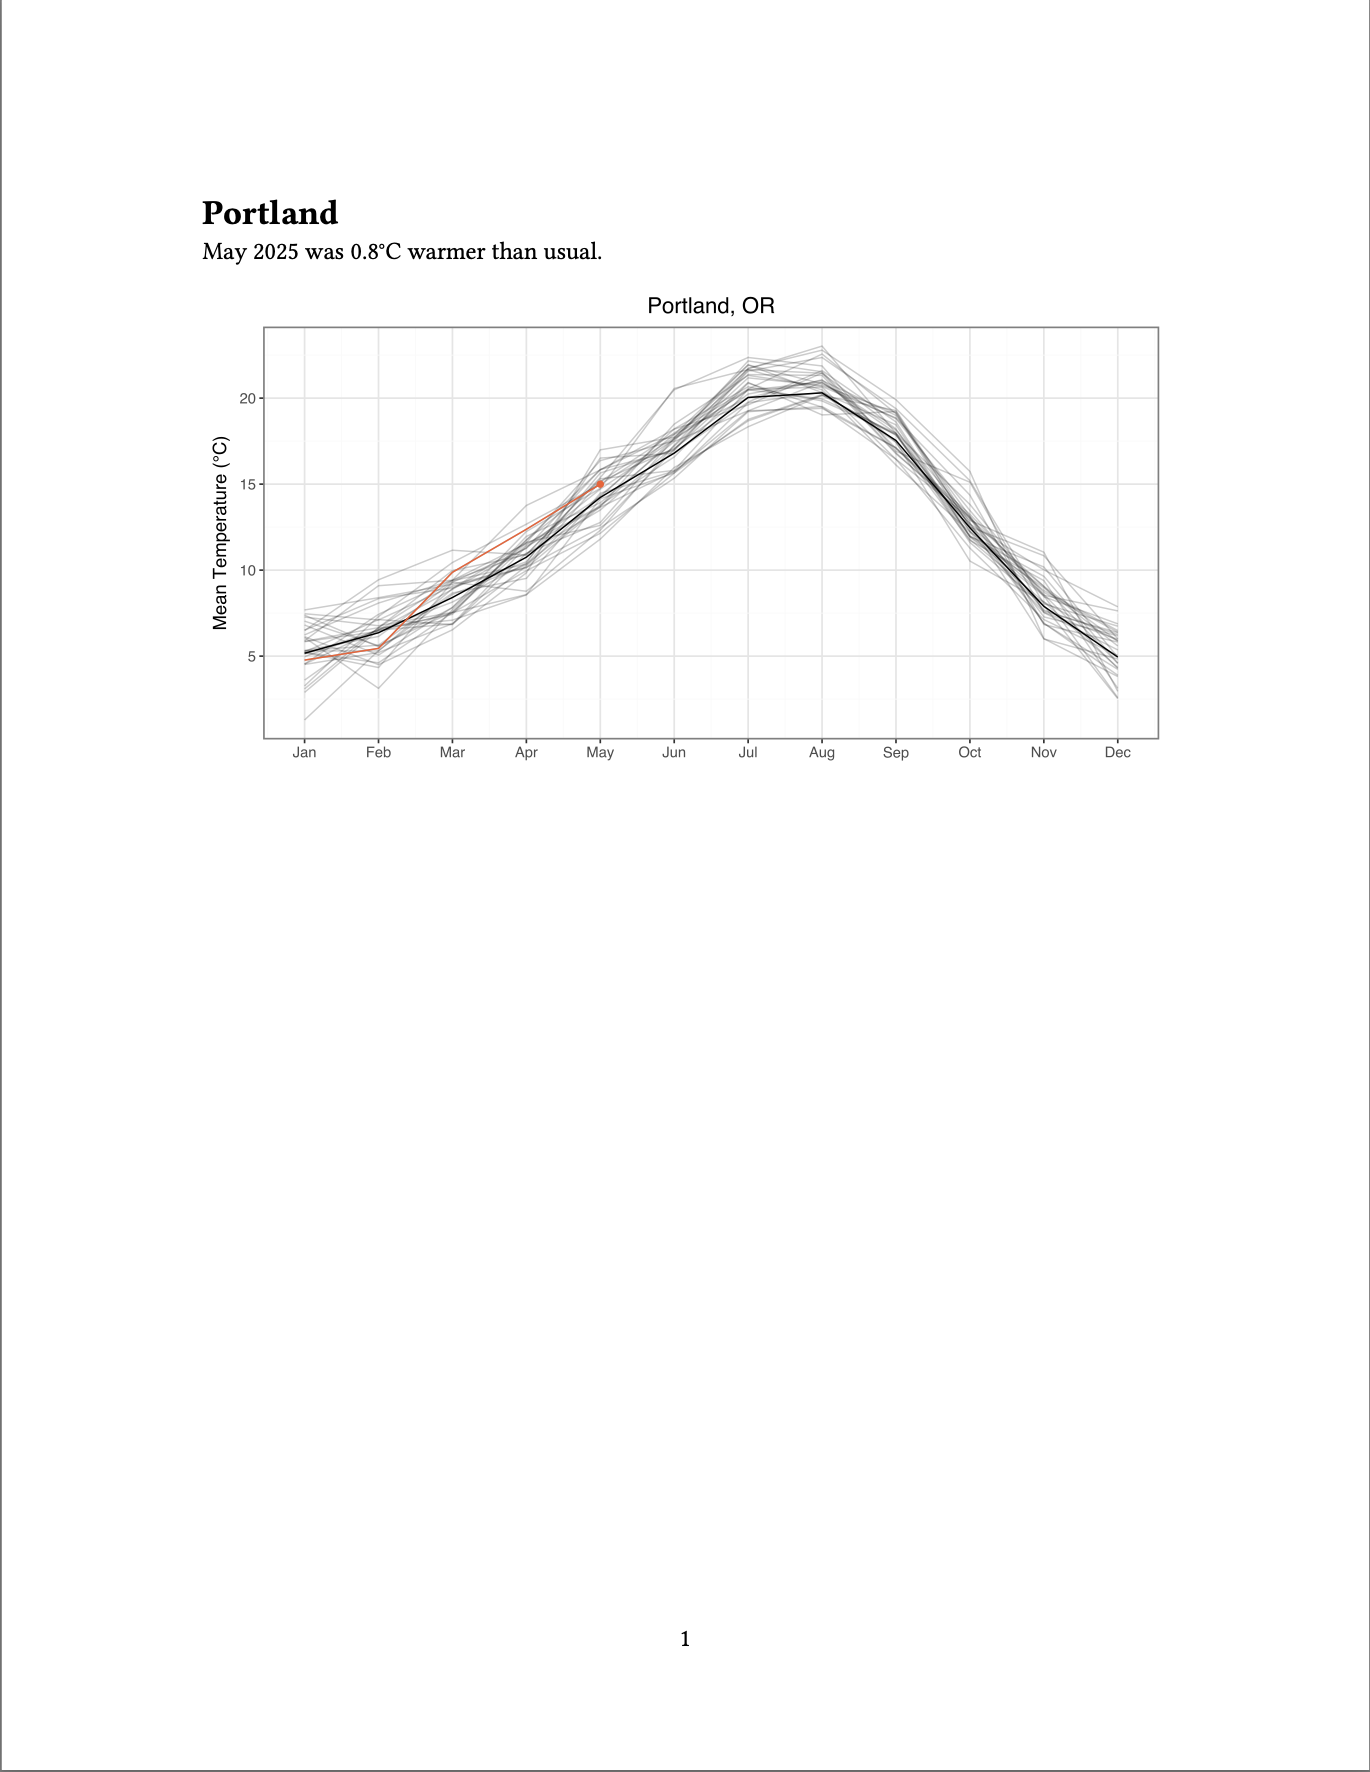 Portland
May 2025 was 0.8°C warmer than usual.
Portland, OR
Mean Temperature (°C)
20
15
10
5
Jan Feb Mar Apr May Jun Jul Aug Sep Oct Nov Dec
1